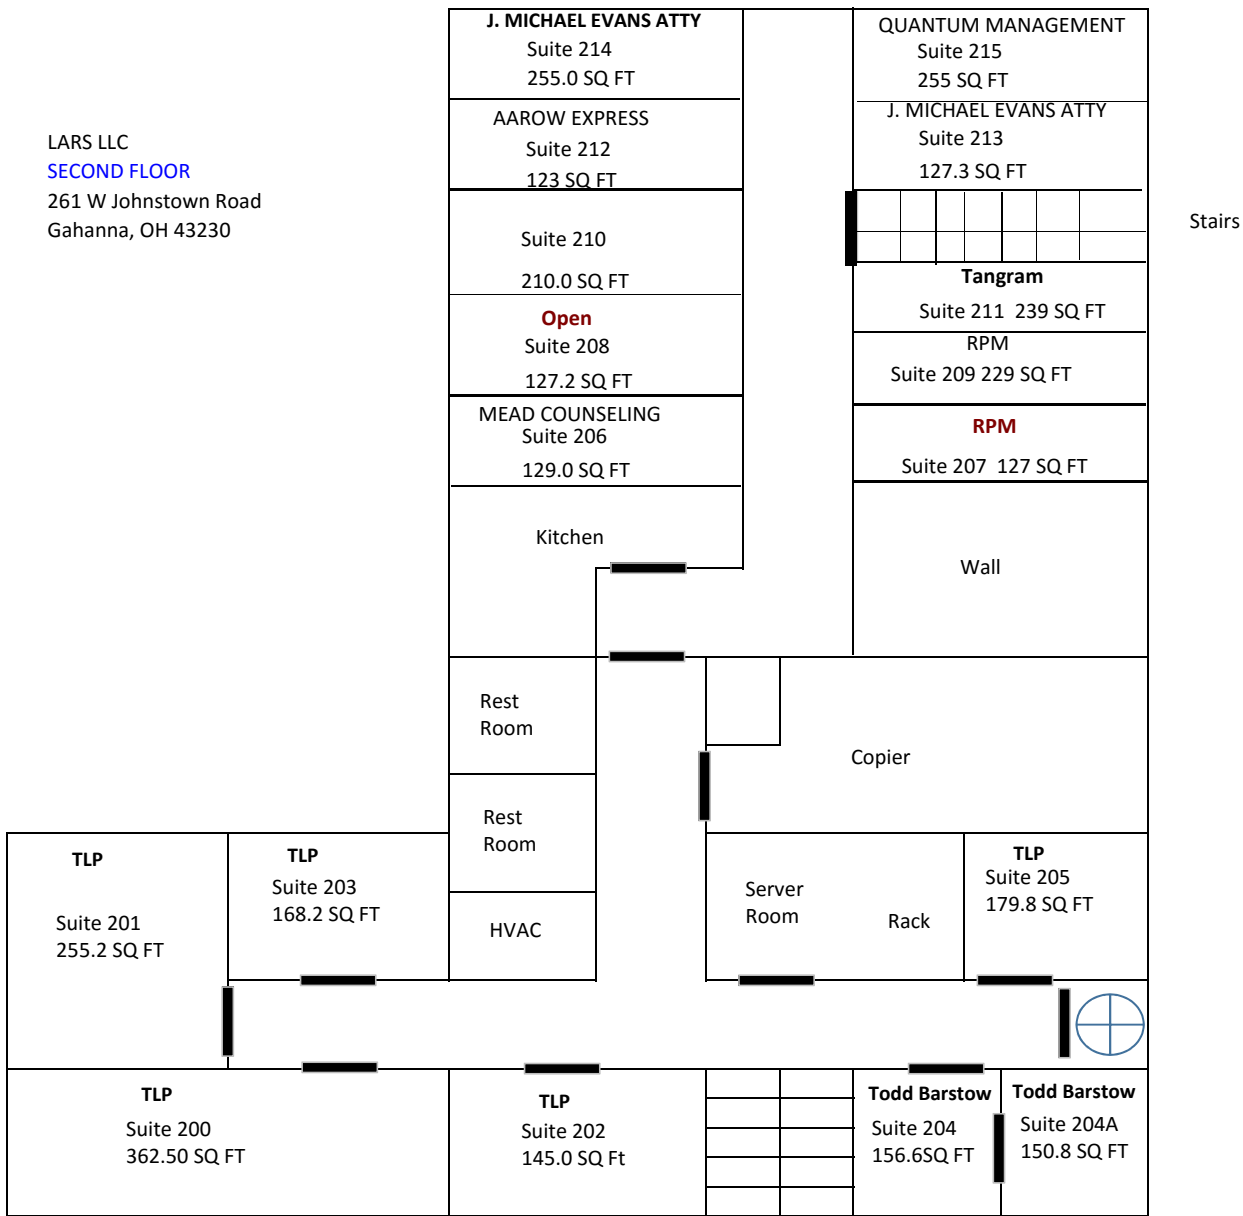 LARS LLC
SECOND FLOOR
261 W Johnstown Road
Gahanna, OH 43230
J. MICHAEL EVANS ATTY
Suite 214
255.0 SQ FT
AAROW EXPRESS
Suite 212
123 SQ FT
Suite 210
210.0 SQ FT
Open
Suite 208
127.2 SQ FT
MEAD COUNSELING
Suite 206
129.0 SQ FT
Kitchen
QUANTUM MANAGEMENT
Suite 215
255 SQ FT
J. MICHAEL EVANS ATTY
Suite 213
127.3 SQ FT
Stairs
Tangram
Suite 211  239 SQ FT
RPM
Suite 209 229 SQ FT
RPM
Suite 207  127 SQ FT
Wall
Rest
Room
Copier
Rest
Room
HVAC
TLP
Suite 201
255.2 SQ FT
TLP
Suite 203
168.2 SQ FT
Server
Room
Rack
TLP
Suite 205
179.8 SQ FT
TLP
Suite 200
362.50 SQ FT
TLP
Suite 202
145.0 SQ Ft
Todd Barstow
Suite 204
156.6SQ FT
Todd Barstow
Suite 204A
150.8 SQ FT